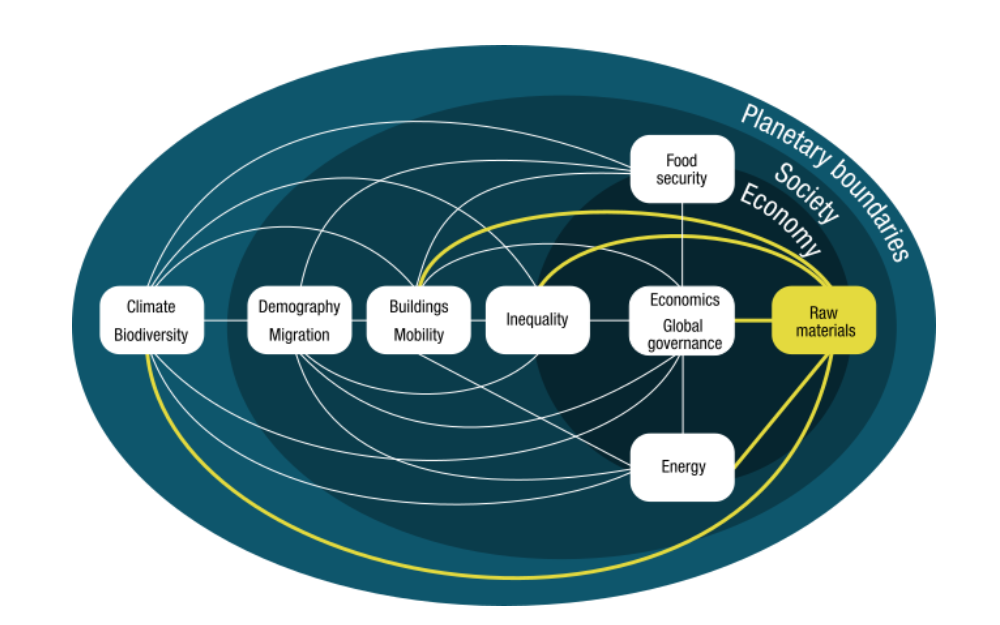 Planetary boundaries
Society
Economy
Food
security
Climate
Biodiversity
Demography
Migration
Buildings
Mobility
Inequality
Economics
Global
governance
Raw
materials
Energy